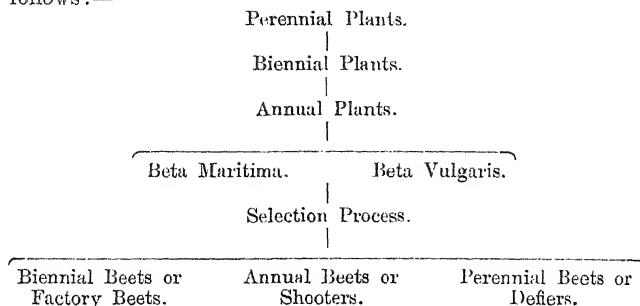 follows:—
Perennial Plants.
Biennial Plants.
Annual Plants.
Beta Maritima. Beta Vulgaris.
Selection Process.
Biennial Beets or Annual Beets or Perennial Beets or
Factory Beets. Shooters. Defiers.